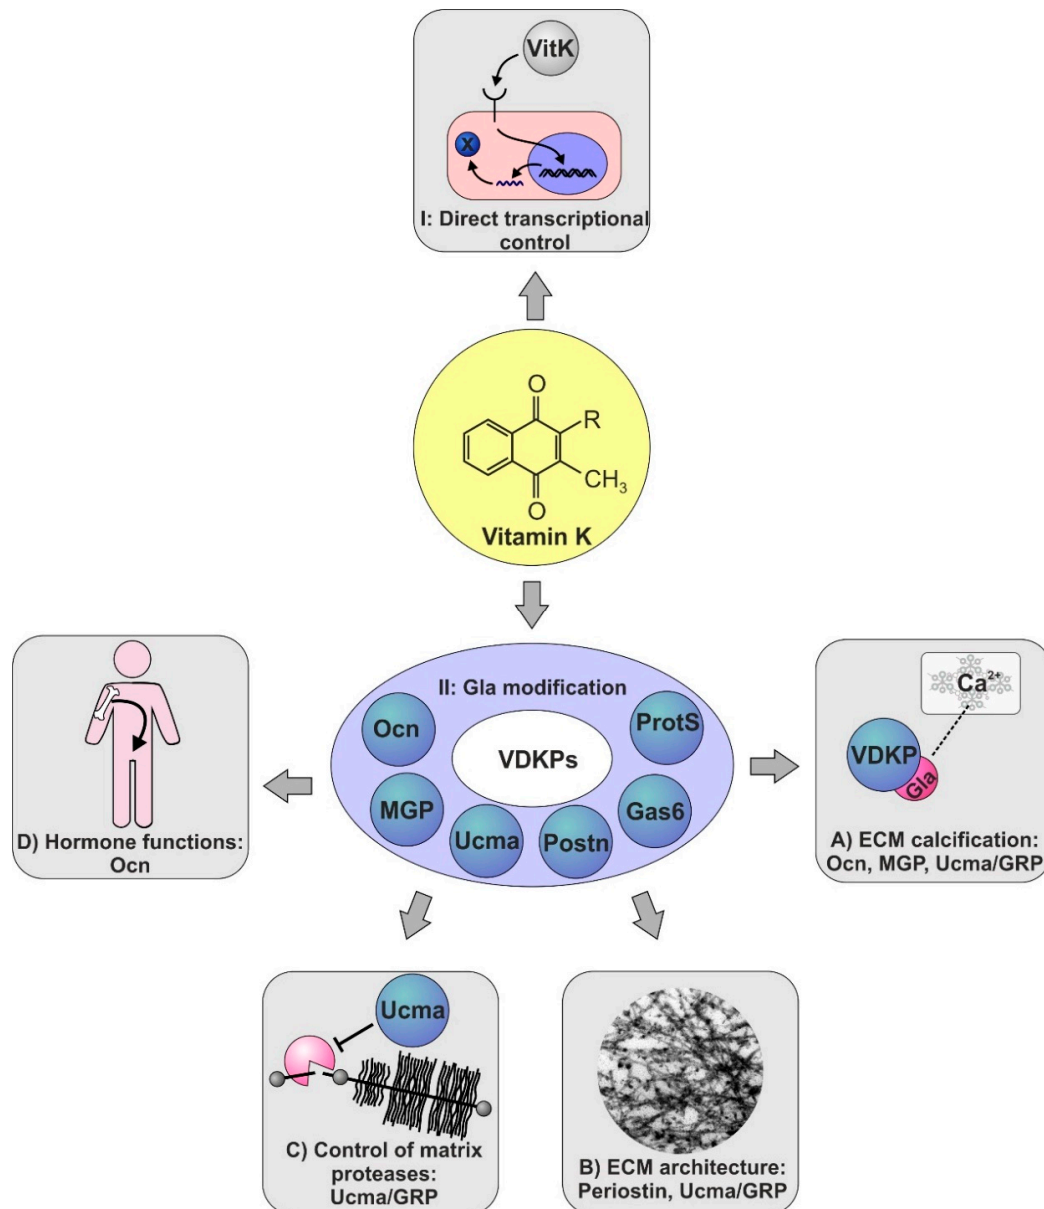 VitK
X
I: Direct transcriptional
control
O
R
CH3
O
Vitamin K
II: Gla modification
Ocn
ProtS
VDKPs
MGP
Gas6
Ucma
Postn
D) Hormone functions:
Ocn
Ca2+
VDKP
Gla
A) ECM calcification:
Ocn, MGP, Ucma/GRP
Ucma
C) Control of matrix
proteases:
Ucma/GRP
B) ECM architecture:
Periostin, Ucma/GRP